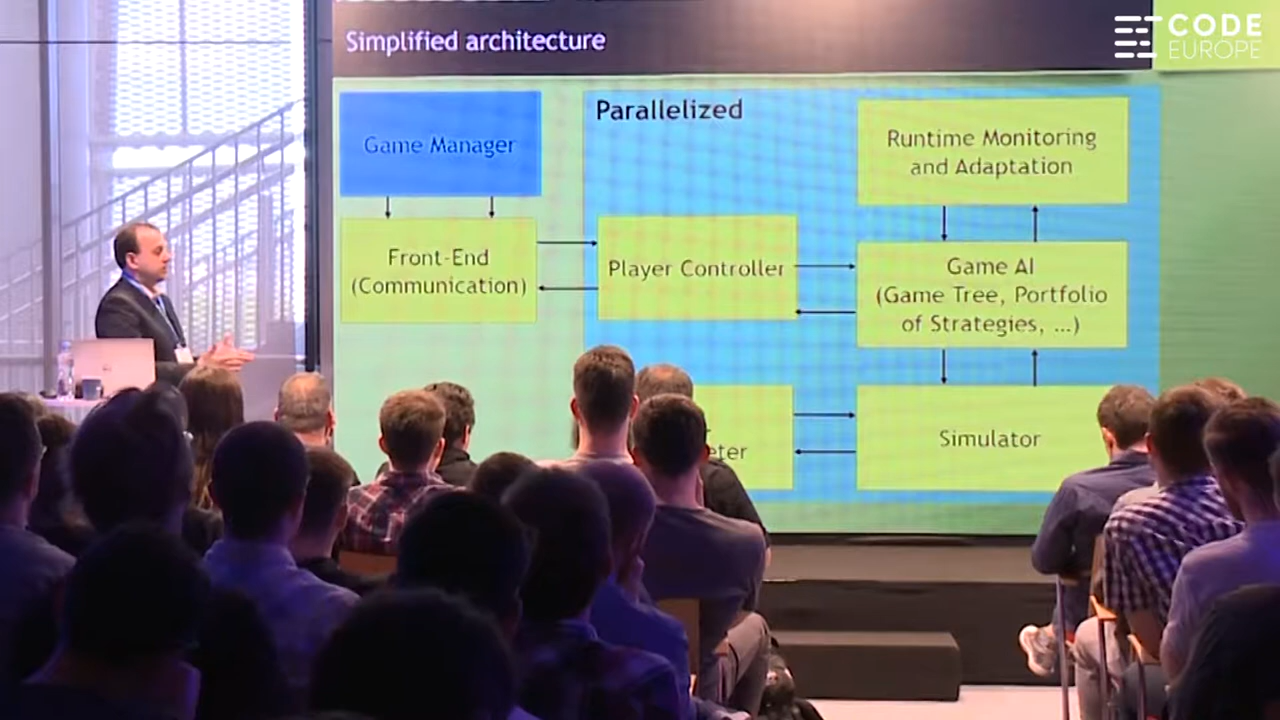 Simplified architecture
CODE
EUROPE
Game Manager
Parallelized
Runtime Monitoring
and Adaptation
Front-End
(Communication)
Player Controller
Game AI
(Game Tree, Portfolio
of Strategies, ...)
Simulator